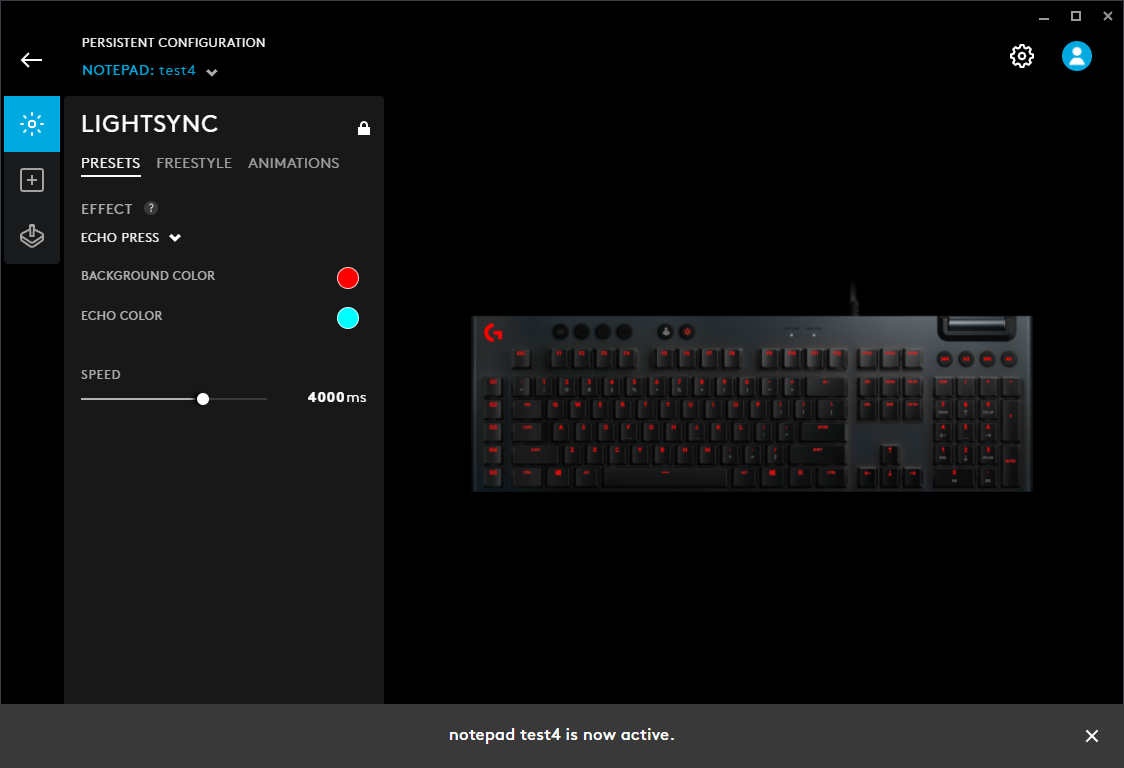 PERSISTENT CONFIGURATION
NOTEPAD: test4
LIGHTSYNC
PRESETS FREESTYLE ANIMATIONS
EFFECT ?
ECHO PRESS
BACKGROUND COLOR
ECHO COLOR
SPEED
4000ms
notepad test4 is now active.